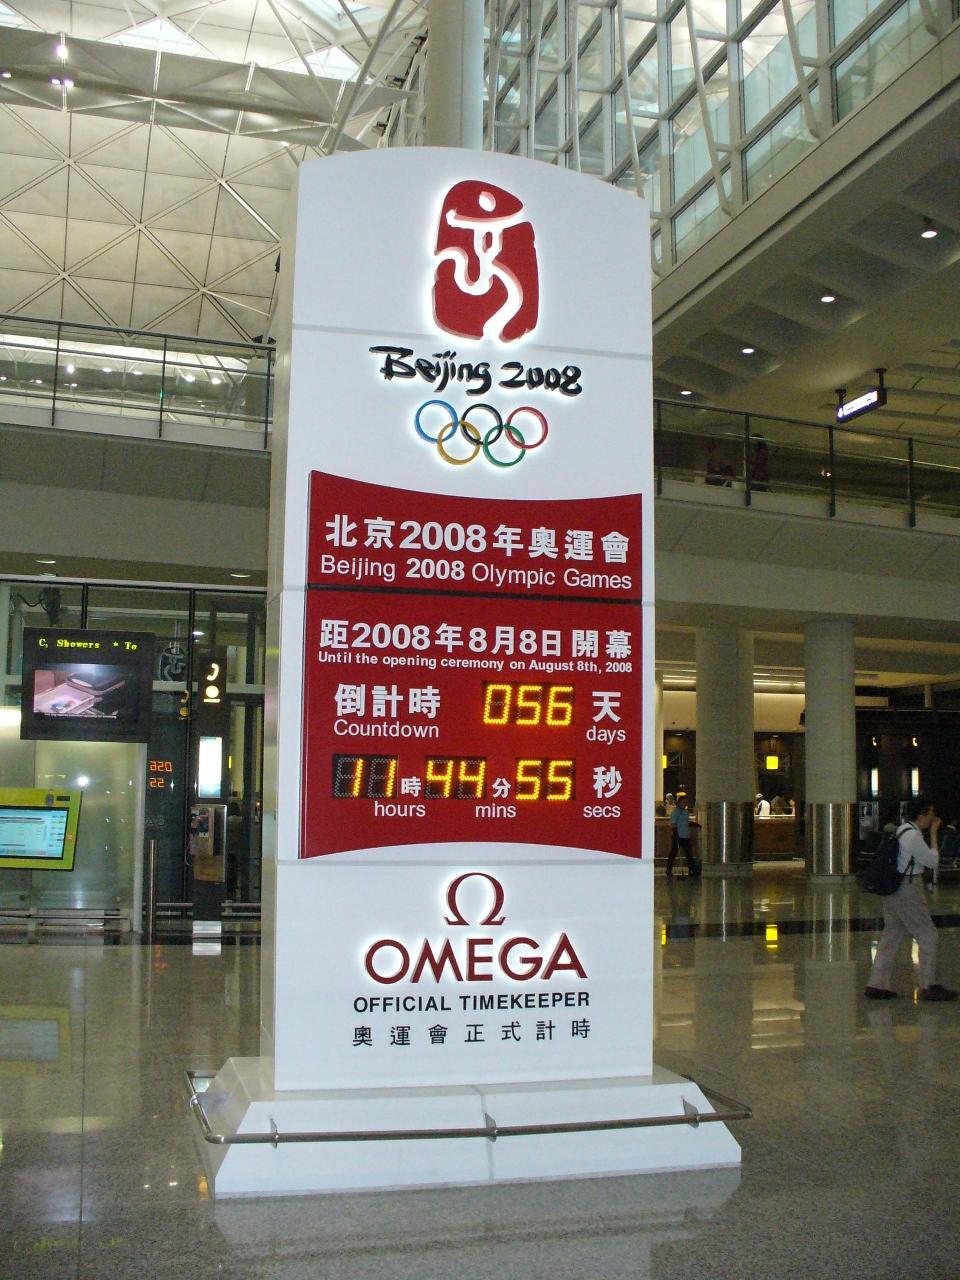 Beijing 2008
北京2008年奧運會
Beijing 2008 Olympic Games
距2008年8月8日開幕
Until the opening ceremony on August 8th, 2008
倒計時 056 天
Countdown days
11 時 44 分 55 秒
hours mins secs
Ω
OMEGA
OFFICIAL TIMEKEEPER
奧運會正式計時
C, Showers * To